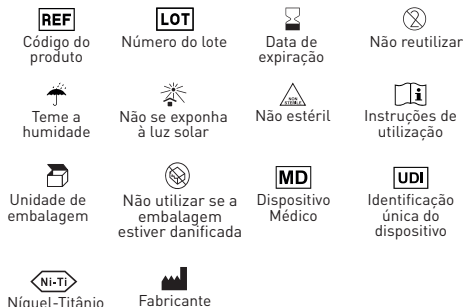 REF
LOT
Código do
produto
Número do lote
Data de
expiração
Não reutilizar
2
NON
STERILE
Teme a
humidade
Não se exponha
à luz solar
Não estéril
i
Instruções de
utilização
MD
UDI
Unidade de
embalagem
Não utilizar se a
embalagem
estiver danificada
Dispositivo
Médico
Identificação
única do
dispositivo
Ni-Ti
Níquel-Titânio
Fabricante